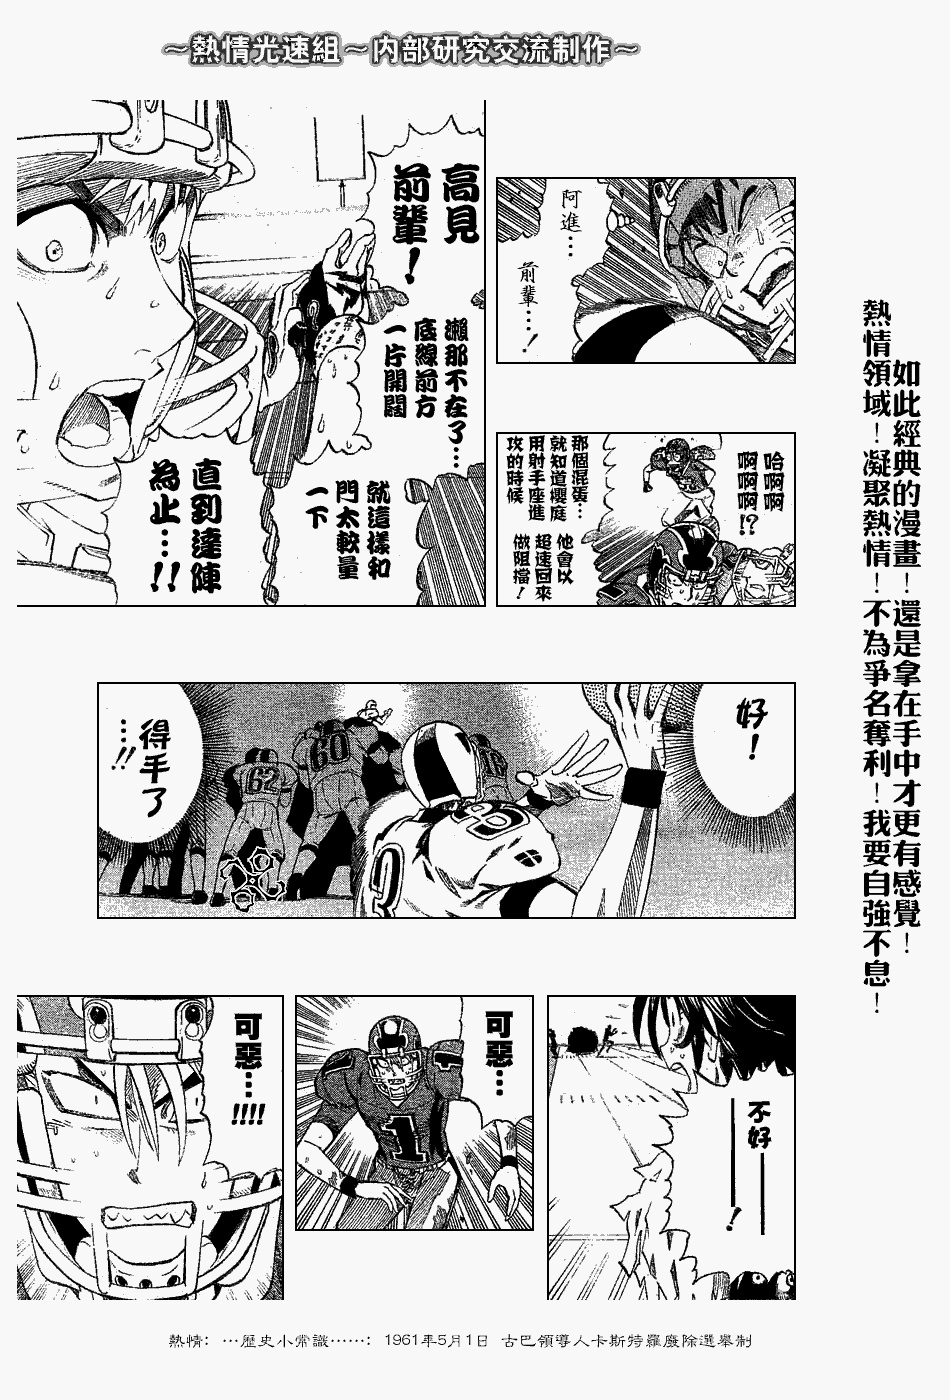 ～熱情光速組～內部研究交流制作～
阿進…
前輩…！
高見
前輩！
瀨那不在了…
底線前方
一片開闊
就這樣和
門太較量
一下
直到達陣
為止…!!
哈啊啊
啊啊啊!?
那個混蛋…
就知道櫻庭
用射手座進
攻的時候
他會以
超速回來
做阻擋！
好！
得手了
…!!
62
60
不好——！
可惡…
1
可惡…
!!!!
如此經典的漫畫！還是拿在手中才更有感覺！
熱情領域！凝聚熱情！不為爭名奪利！我要自強不息！
熱情：…歷史小常識……：1961年5月1日 古巴領導人卡斯特羅廢除選舉制